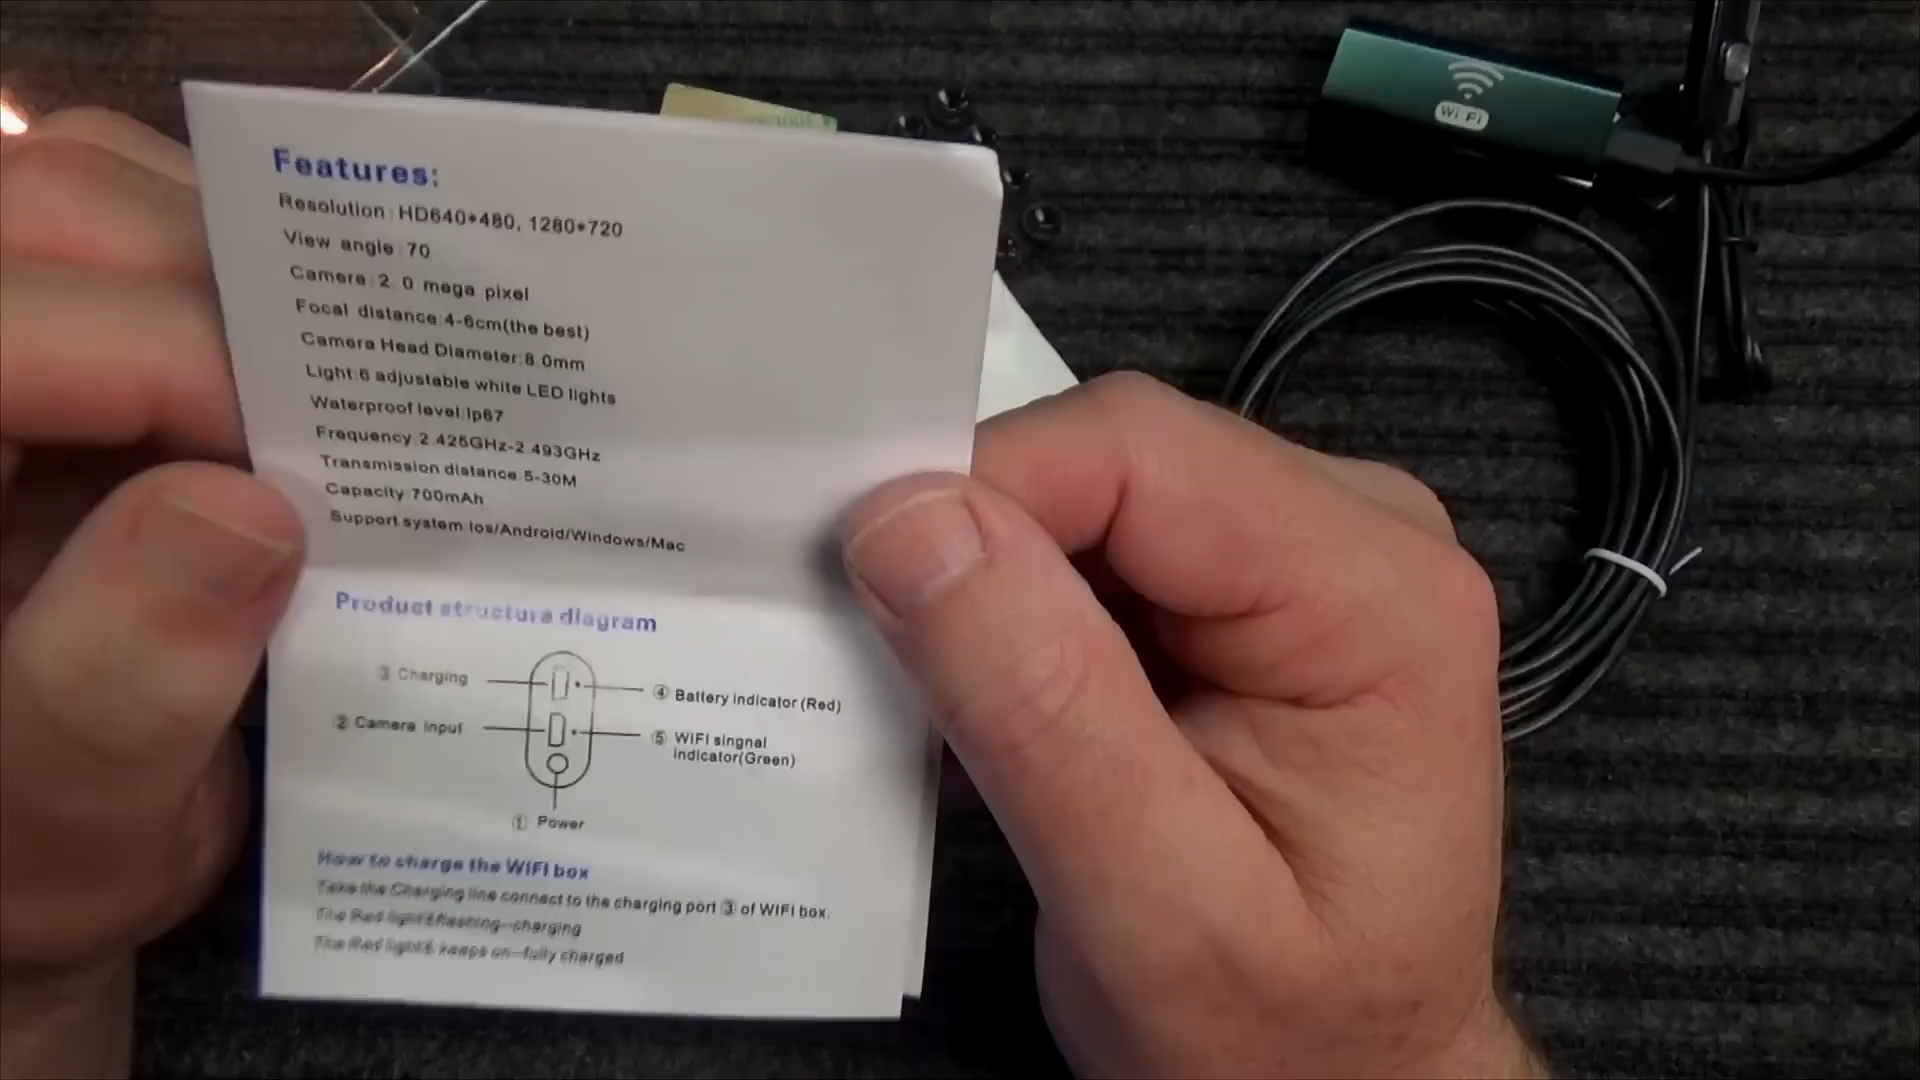 Features:
Resolution:HD640*480, 1280*720
View angle:70
Camera:2.0 mega pixel
Focal distance:4-6cm(the best)
Camera Head Diameter:8.0mm
Light:6 adjustable white LED lights
Waterproof level:Ip67
Frequency:2.425GHz-2.493GHz
Transmission distance:5-30M
Capacity:700mAh
Support system Ios/Android/Windows/Mac
Product structure diagram
③ Charging
④ Battery indicator (Red)
② Camera input
⑤ WIFI singnal
indicator(Green)
① Power
How to charge the WIFI box
Take the Charging line connect to the charging port ③ of WIFI box.
The Red light flashing--charging
The Red light keeps on--fully charged
Wi Fi